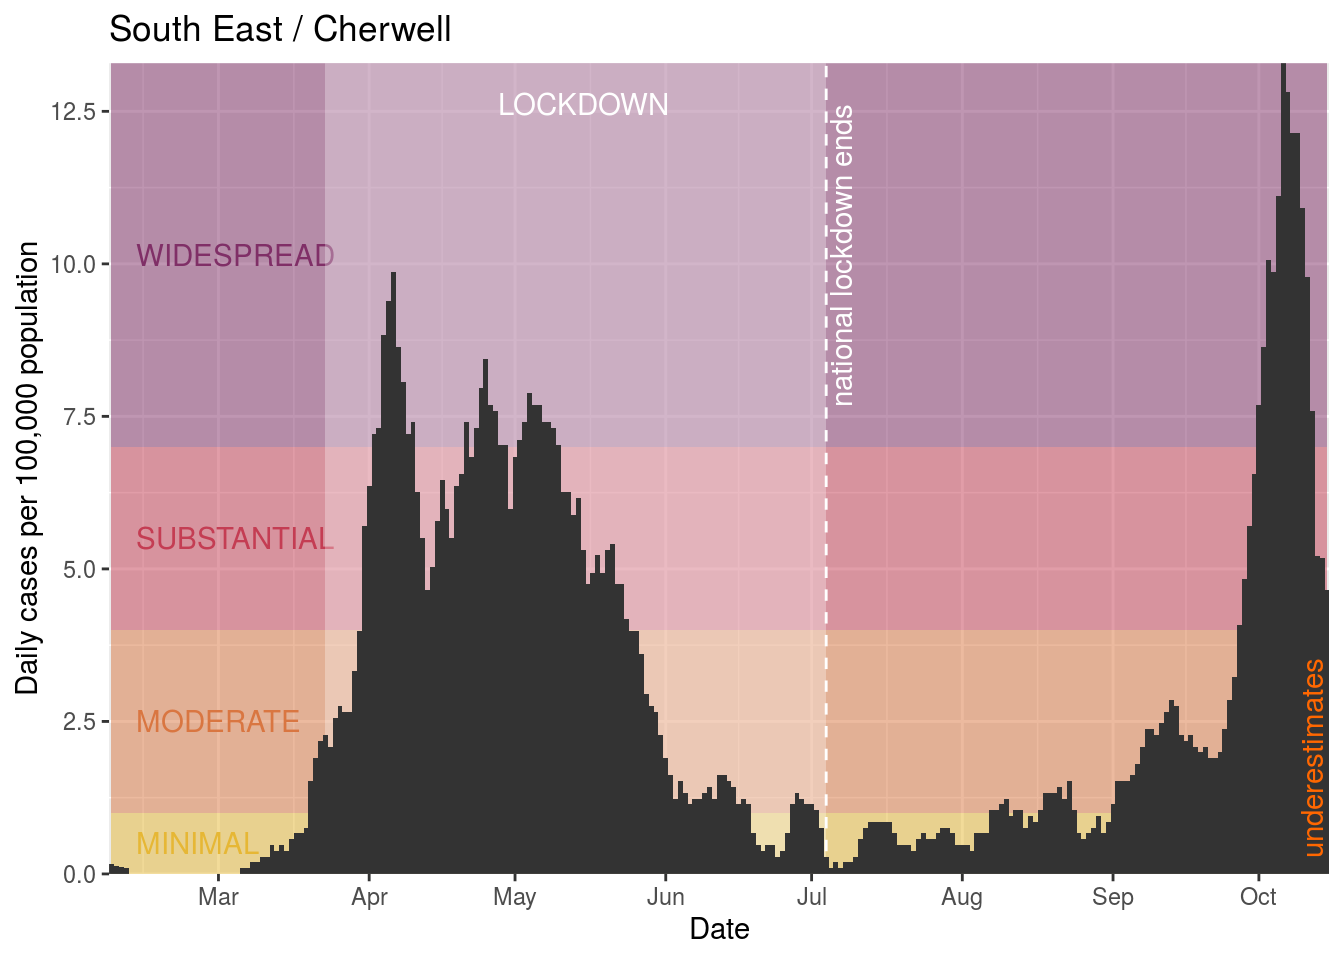 South East / Cherwell
Daily cases per 100,000 population
12.5
10.0
7.5
5.0
2.5
0.0
LOCKDOWN
national lockdown ends
WIDESPREAD
SUBSTANTIAL
MODERATE
MINIMAL
underestimates
Mar Apr May Jun Jul Aug Sep Oct
Date